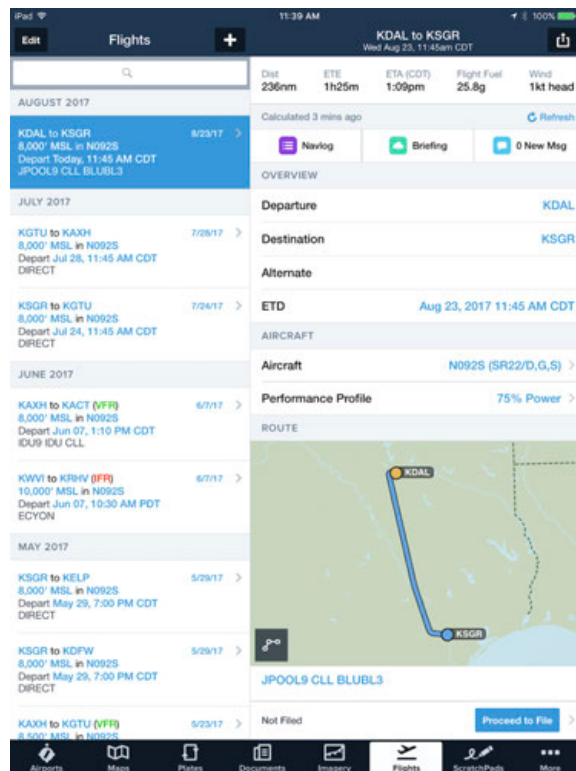 iPad
11:39 AM
100%
Edit
Flights
+
KDAL to KSGR
Wed Aug 23, 11:45am CDT
Dist
ETE
ETA (CDT)
Flight Fuel
Wind
236nm
1h25m
1:09pm
25.8g
1kt head
Calculated 3 mins ago
Refresh
Navlog
Briefing
0 New Msg
AUGUST 2017
KDAL to KSGR
8/23/17
8,000' MSL in N092S
Depart Today, 11:45 AM CDT
JPOOL9 CLL BLUBL3
JULY 2017
KGTU to KAXH
7/28/17
8,000' MSL in N092S
Depart Jul 28, 11:45 AM CDT
DIRECT
KSGR to KGTU
7/24/17
8,000' MSL in N092S
Depart Jul 24, 11:45 AM CDT
DIRECT
JUNE 2017
KAXH to KACT (VFR)
6/7/17
8,000' MSL in N092S
Depart Jun 07, 1:10 PM CDT
IDU9 IDU CLL
KWVI to KRHV (IFR)
6/7/17
10,000' MSL in N092S
Depart Jun 07, 10:30 AM PDT
ECYON
MAY 2017
KSGR to KELP
5/29/17
8,000' MSL in N092S
Depart May 29, 7:00 PM CDT
DIRECT
KSGR to KDFW
5/29/17
8,000' MSL in N092S
Depart May 29, 7:00 PM CDT
DIRECT
KAXH to KGTU (VFR)
5/23/17
8,500' MSL in N092S
OVERVIEW
Departure
KDAL
Destination
KSGR
Alternate
ETD
Aug 23, 2017 11:45 AM CDT
AIRCRAFT
Aircraft
N092S (SR22/D,G,S)
Performance Profile
75% Power
ROUTE
KDAL
KSGR
JPOOL9 CLL BLUBL3
Not Filed
Proceed to File
Airports
Maps
Plates
Documents
Imagery
Flights
ScratchPads
More